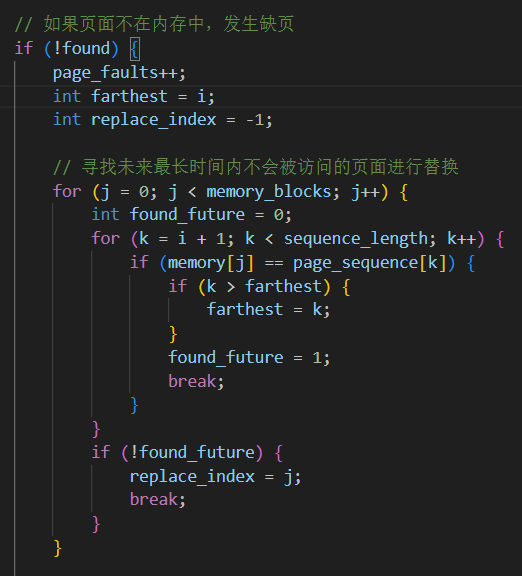 // 如果页面不在内存中，发生缺页
if (!found) {
    page_faults++;
    int farthest = i;
    int replace_index = -1;

    // 寻找未来最长时间内不会被访问的页面进行替换
    for (j = 0; j < memory_blocks; j++) {
        int found_future = 0;
        for (k = i + 1; k < sequence_length; k++) {
            if (memory[j] == page_sequence[k]) {
                if (k > farthest) {
                    farthest = k;
                }
                found_future = 1;
                break;
            }
        }
        if (!found_future) {
            replace_index = j;
            break;
        }
    }